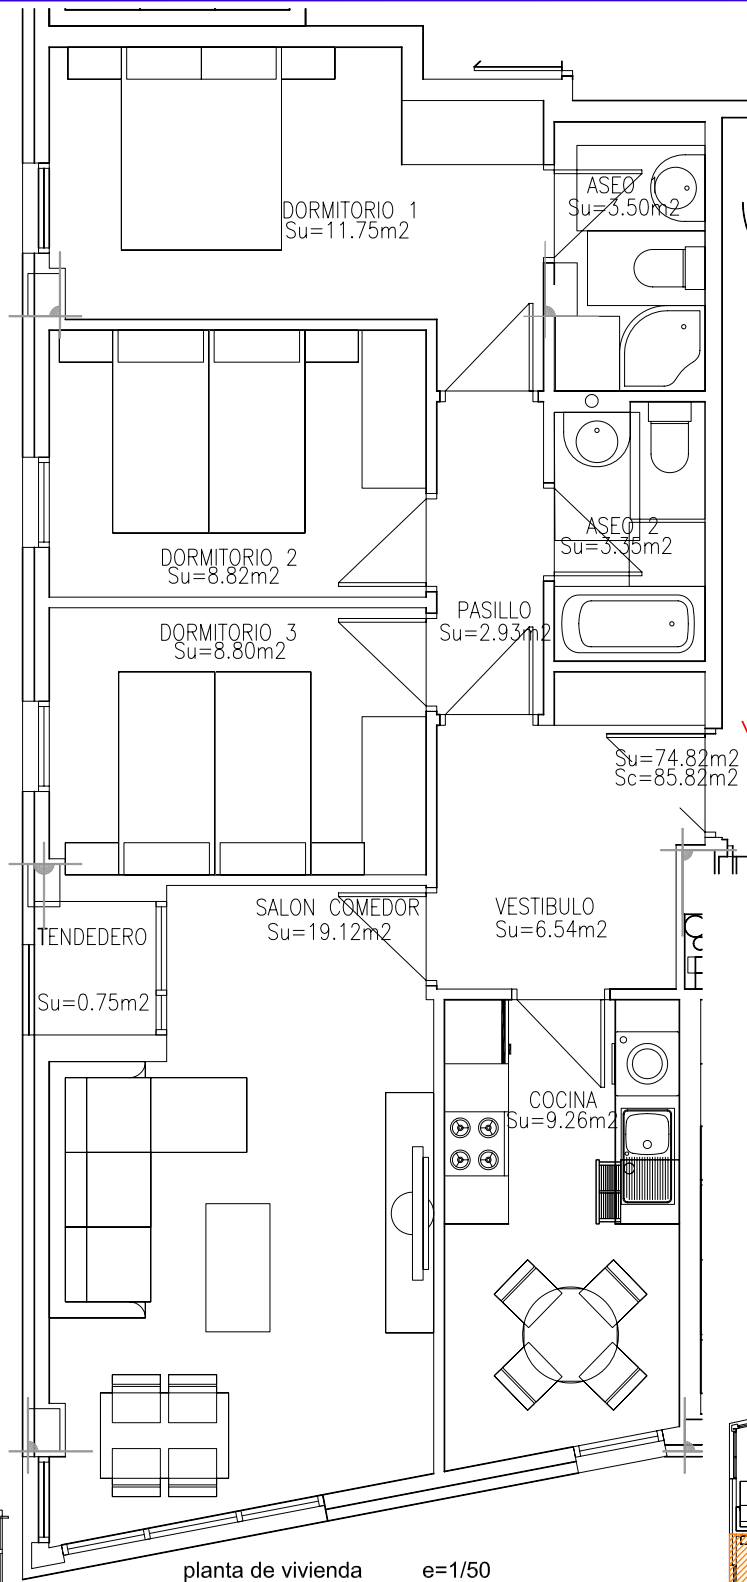 DORMITORIO 1
Su=11.75m2
ASEO 1
Su=3.50m2
DORMITORIO 2
Su=8.82m2
ASEO 2
Su=3.35m2
PASILLO
Su=2.93m2
DORMITORIO 3
Su=8.80m2
Su=74.82m2
Sc=85.82m2
SALON COMEDOR
Su=19.12m2
VESTIBULO
Su=6.54m2
TENDEDERO
Su=0.75m2
COCINA
Su=9.26m2
planta de vivienda e=1/50